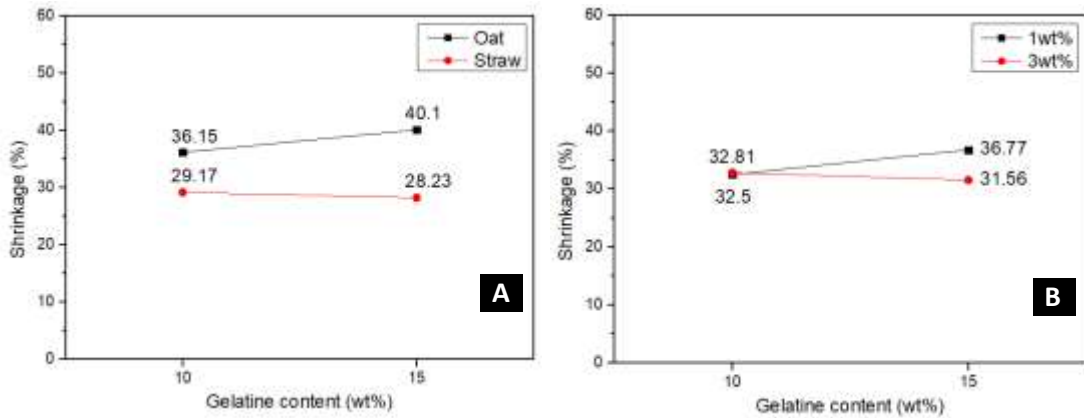 60
50
40
30
20
10
0
Shrinkage (%)
Oat
Straw
36.15
40.1
29.17
28.23
A
10
15
Gelatine content (wt%)
60
50
40
30
20
10
0
Shrinkage (%)
1wt%
3wt%
32.81
36.77
32.5
31.56
B
10
15
Gelatine content (wt%)